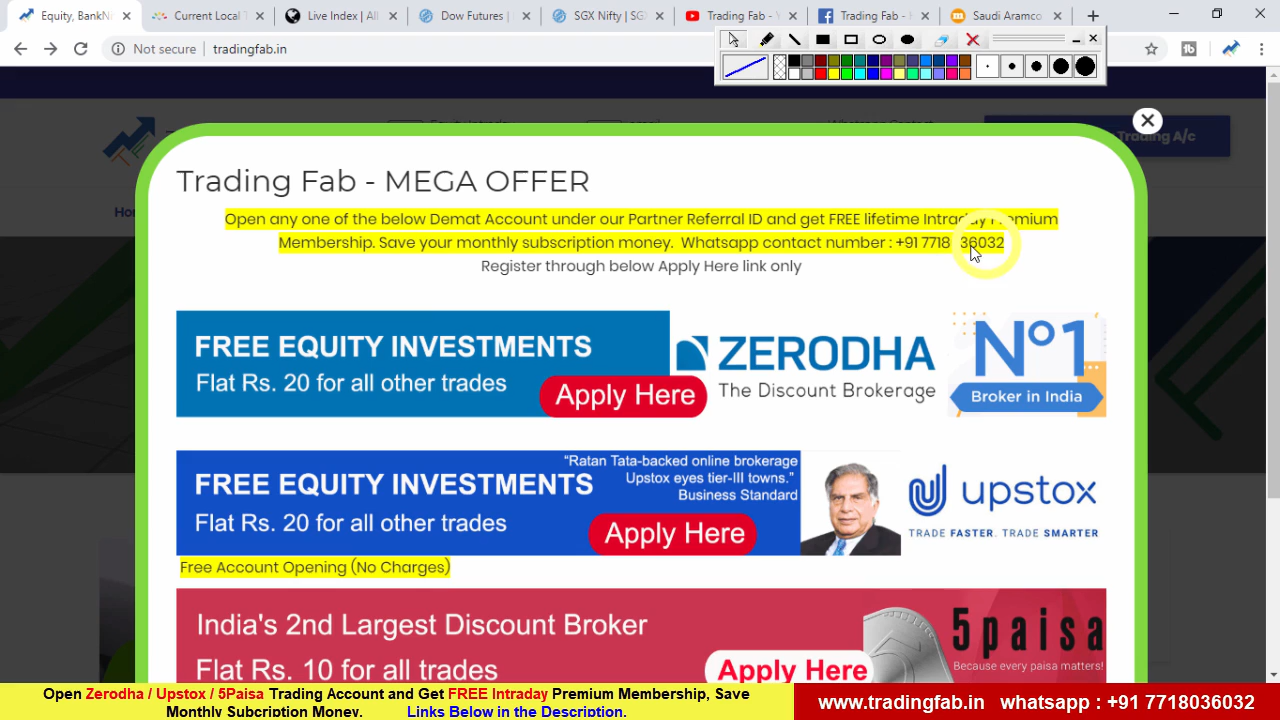 Equity, BankN
Current Local T
Live Index | All
Dow Futures |
SGX Nifty | SG
Trading Fab - Y
Trading Fab -
Saudi Aramco
Not secure
tradingfab.in
Trading A/c
Trading Fab - MEGA OFFER
Open any one of the below Demat Account under our Partner Referral ID and get FREE lifetime Intraday Premium
Membership. Save your monthly subscription money. Whatsapp contact number : +91 7718 36032
Register through below Apply Here link only
FREE EQUITY INVESTMENTS
Flat Rs. 20 for all other trades
Apply Here
ZERODHA
The Discount Brokerage
Nº1
Broker in India
FREE EQUITY INVESTMENTS
Flat Rs. 20 for all other trades
"Ratan Tata-backed online brokerage
Upstox eyes tier-III towns."
Business Standard
Apply Here
upstox
TRADE FASTER. TRADE SMARTER
Free Account Opening (No Charges)
India's 2nd Largest Discount Broker
Flat Rs. 10 for all trades
Apply Here
5paisa
Because every paisa matters!
Open Zerodha / Upstox / 5Paisa Trading Account and Get FREE Intraday Premium Membership, Save
Monthly Subcription Money. Links Below in the Description.
www.tradingfab.in whatsapp : +91 7718036032